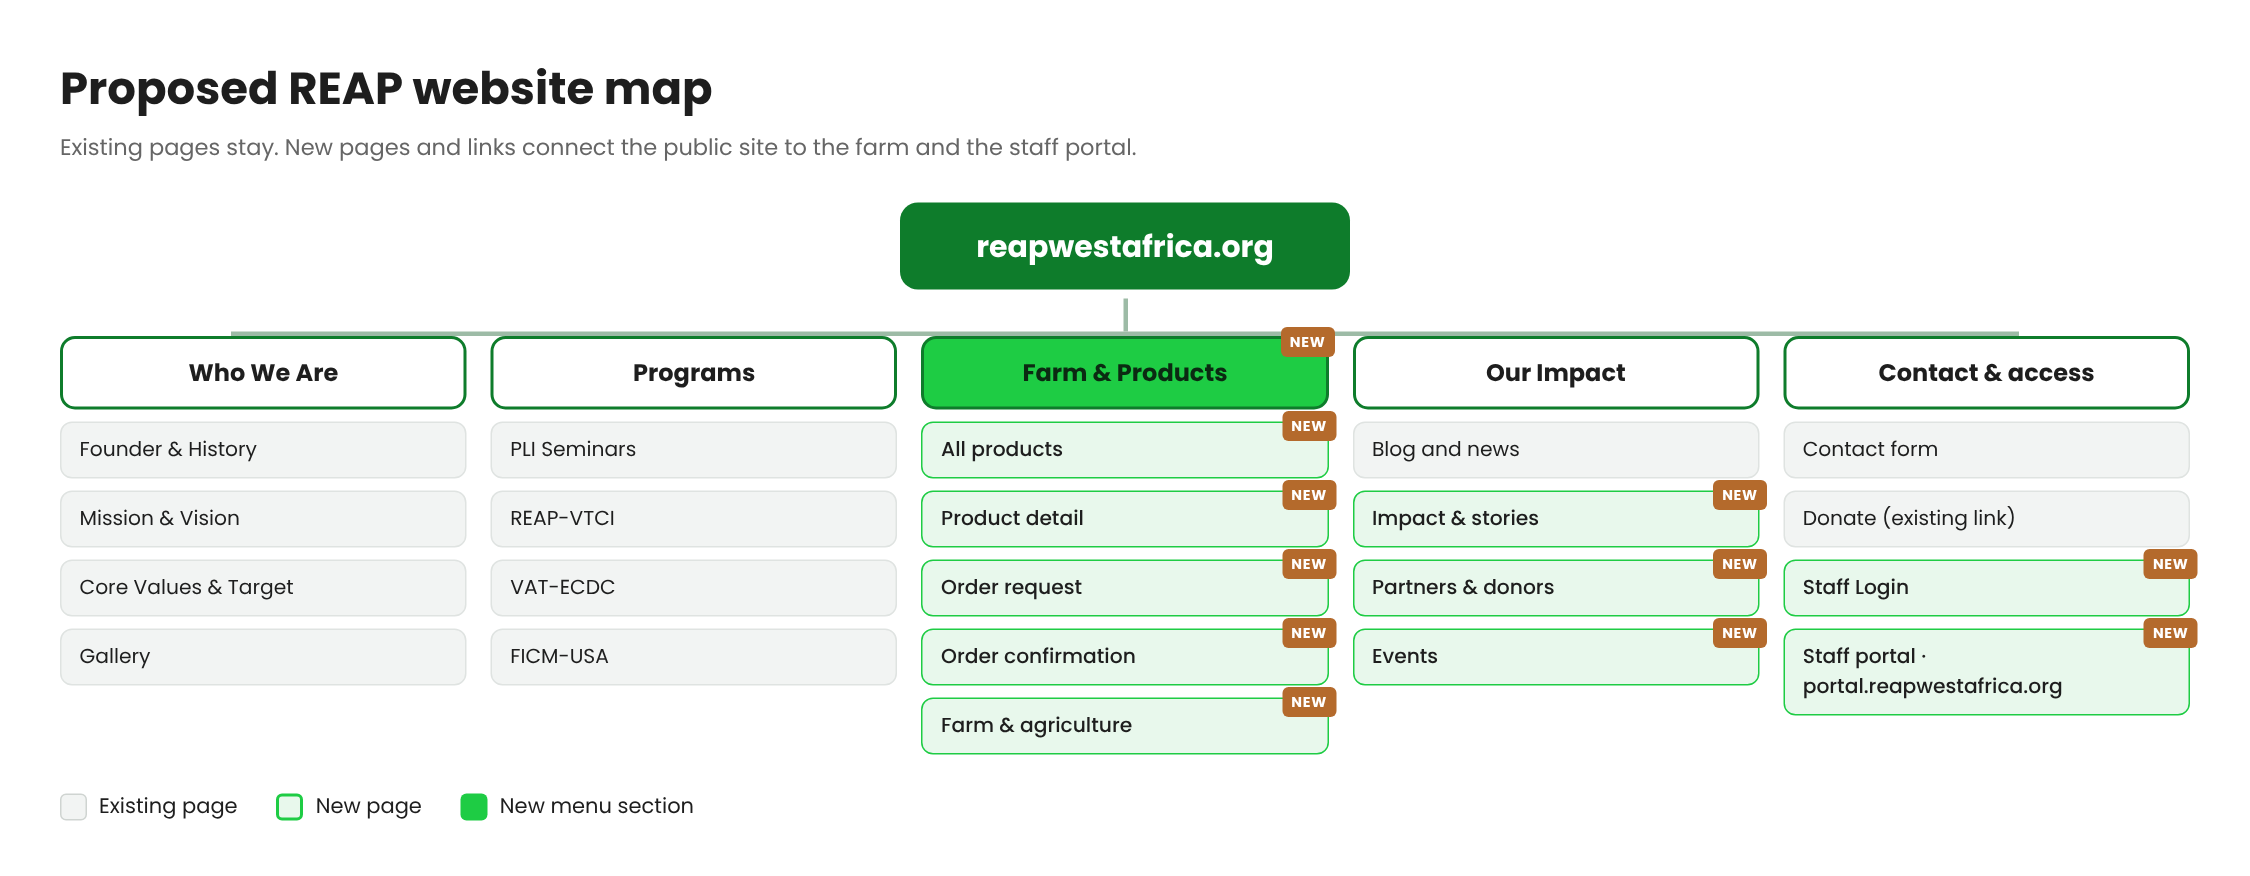 Proposed REAP website map
Existing pages stay. New pages and links connect the public site to the farm and the staff portal.
reapwestafrica.org
Who We Are
Founder & History
Mission & Vision
Core Values & Target
Gallery
Programs
PLI Seminars
REAP-VTCI
VAT-ECDC
FICM-USA
NEW
Farm & Products
NEW
All products
NEW
Product detail
NEW
Order request
NEW
Order confirmation
NEW
Farm & agriculture
Our Impact
Blog and news
NEW
Impact & stories
NEW
Partners & donors
NEW
Events
Contact & access
Contact form
Donate (existing link)
NEW
Staff Login
NEW
Staff portal ·
portal.reapwestafrica.org
Existing page
New page
New menu section